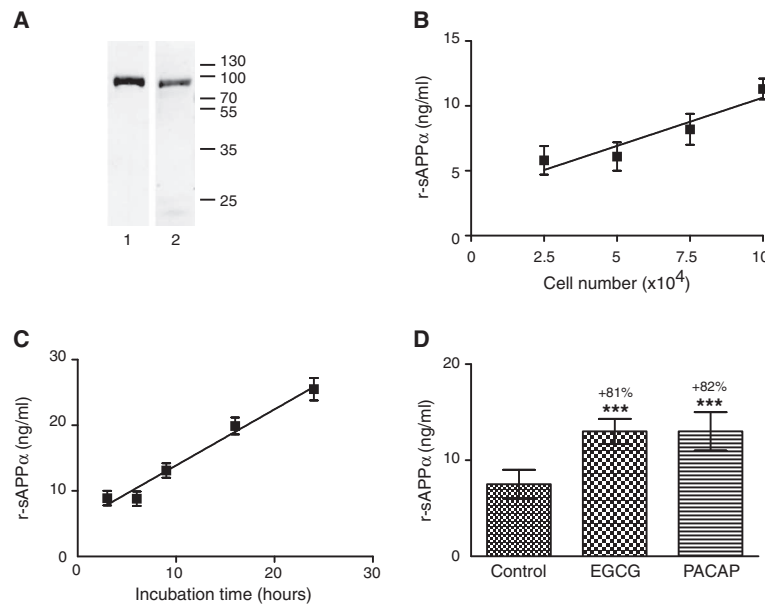 A
130
100
70
55
35
25
1 2
B
15
10
5
0
r-sAPPα (ng/ml)
0 2.5 5 7.5 10
Cell number (x10⁴)
C
30
20
10
0
r-sAPPα (ng/ml)
0 10 20 30
Incubation time (hours)
D
20
10
0
r-sAPPα (ng/ml)
+81%
***
+82%
***
Control EGCG PACAP